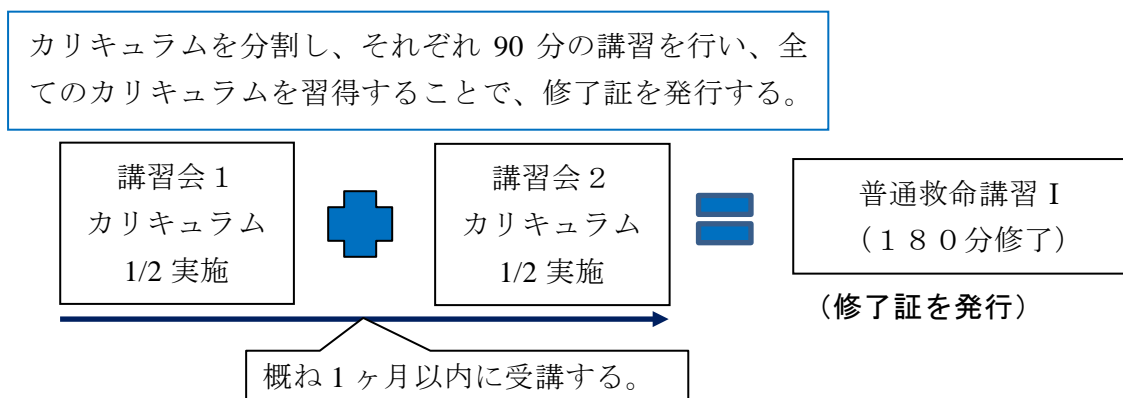 カリキュラムを分割し、それぞれ 90 分の講習を行い、全
てのカリキュラムを習得することで、修了証を発行する。
講習会１
カリキュラム
1/2 実施
講習会２
カリキュラム
1/2 実施
普通救命講習 I
（１８０分修了）
（修了証を発行）
概ね 1 ヶ月以内に受講する。